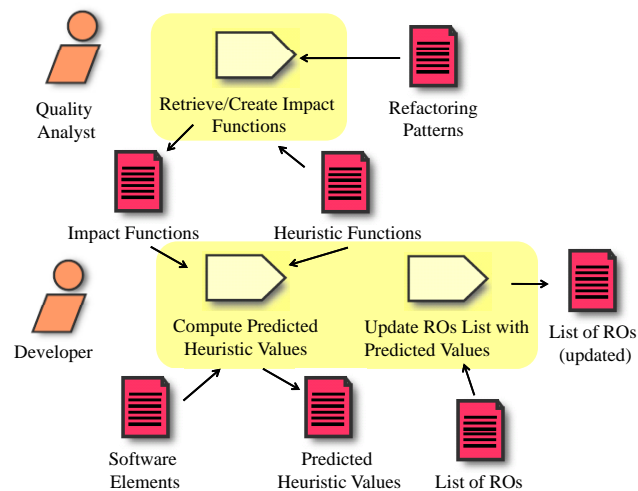 Quality
Analyst
Retrieve/Create Impact
Functions
Refactoring
Patterns
Impact Functions
Heuristic Functions
Developer
Compute Predicted
Heuristic Values
Update ROs List with
Predicted Values
List of ROs
(updated)
Software
Elements
Predicted
Heuristic Values
List of ROs